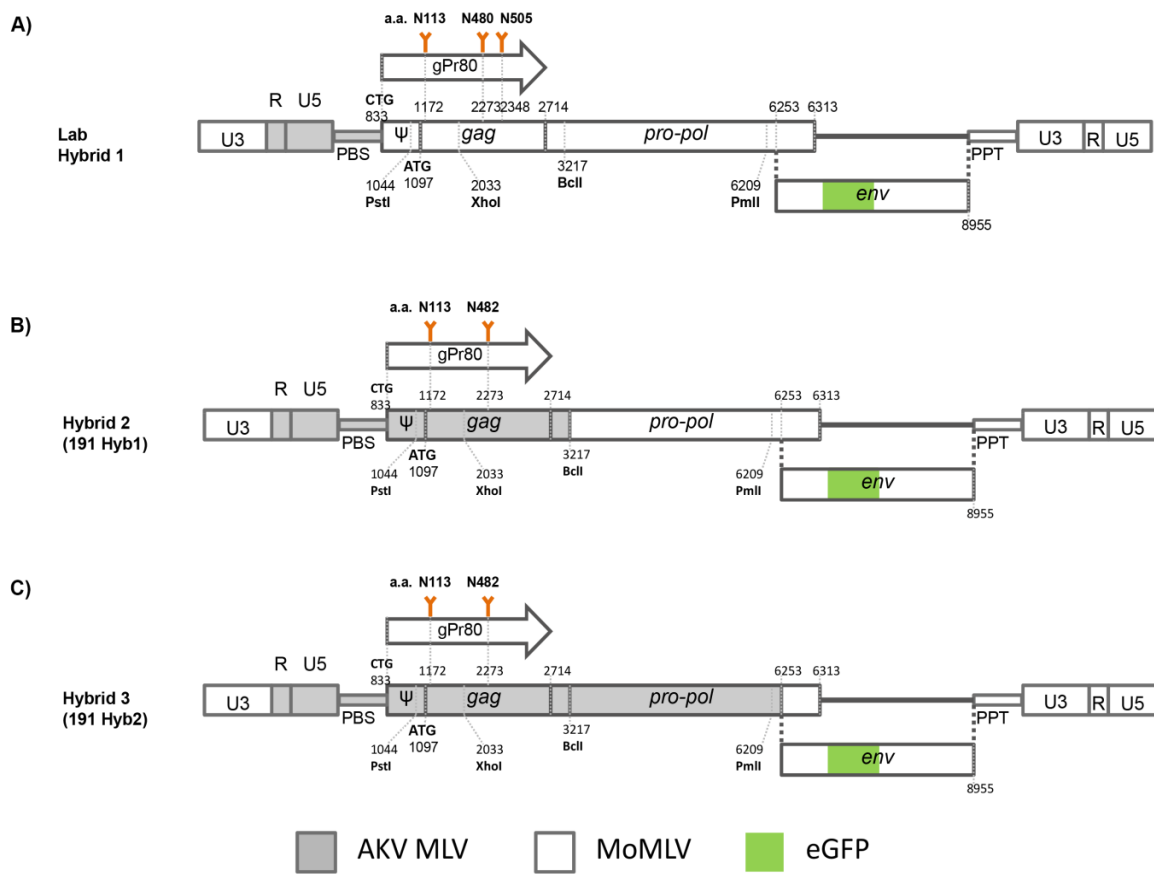 A)
a.a. N113 N480 N505
gPr80
R U5
CTG
833 1172 2273 2348 2714 6253 6313
Lab
Hybrid 1
U3 Ψ gag pro-pol U3 R U5
PBS PPT
ATG
1044 1097 2033 3217 6209
PstI XhoI BclI PmlI
env
8955
B)
a.a. N113 N482
gPr80
R U5
CTG
833 1172 2273 2714 6253 6313
Hybrid 2
(191 Hyb1)
U3 Ψ gag pro-pol U3 R U5
PBS PPT
ATG
1044 1097 2033 3217 6209
PstI XhoI BclI PmlI
env
8955
C)
a.a. N113 N482
gPr80
R U5
CTG
833 1172 2273 2714 6253 6313
Hybrid 3
(191 Hyb2)
U3 Ψ gag pro-pol U3 R U5
PBS PPT
ATG
1044 1097 2033 3217 6209
PstI XhoI BclI PmlI
env
8955
AKV MLV MoMLV eGFP